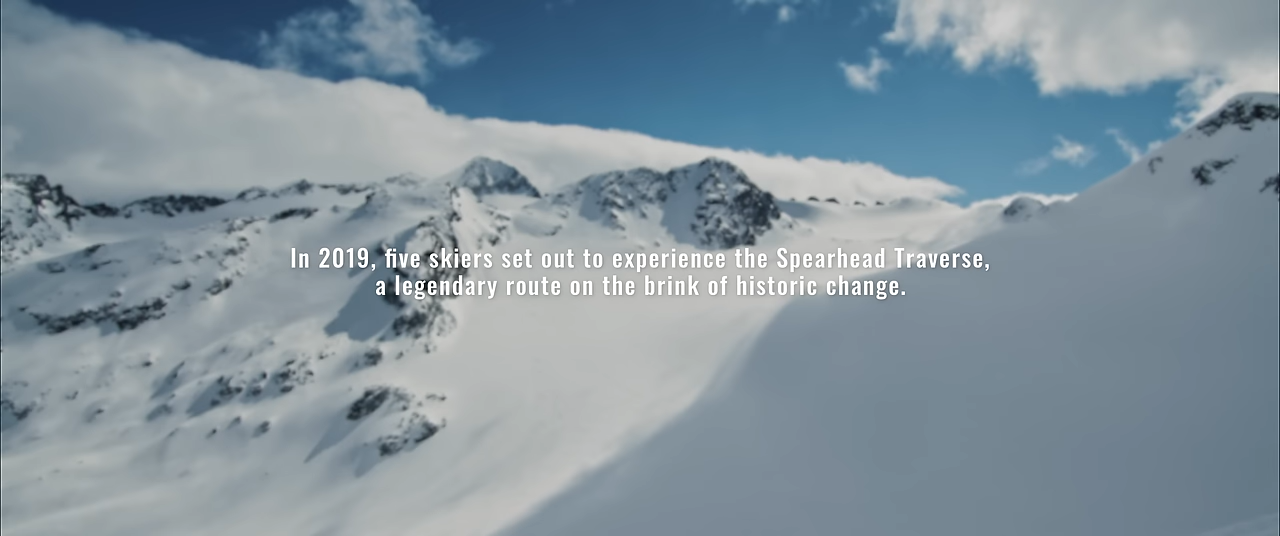 In 2019, five skiers set out to experience the Spearhead Traverse,
a legendary route on the brink of historic change.